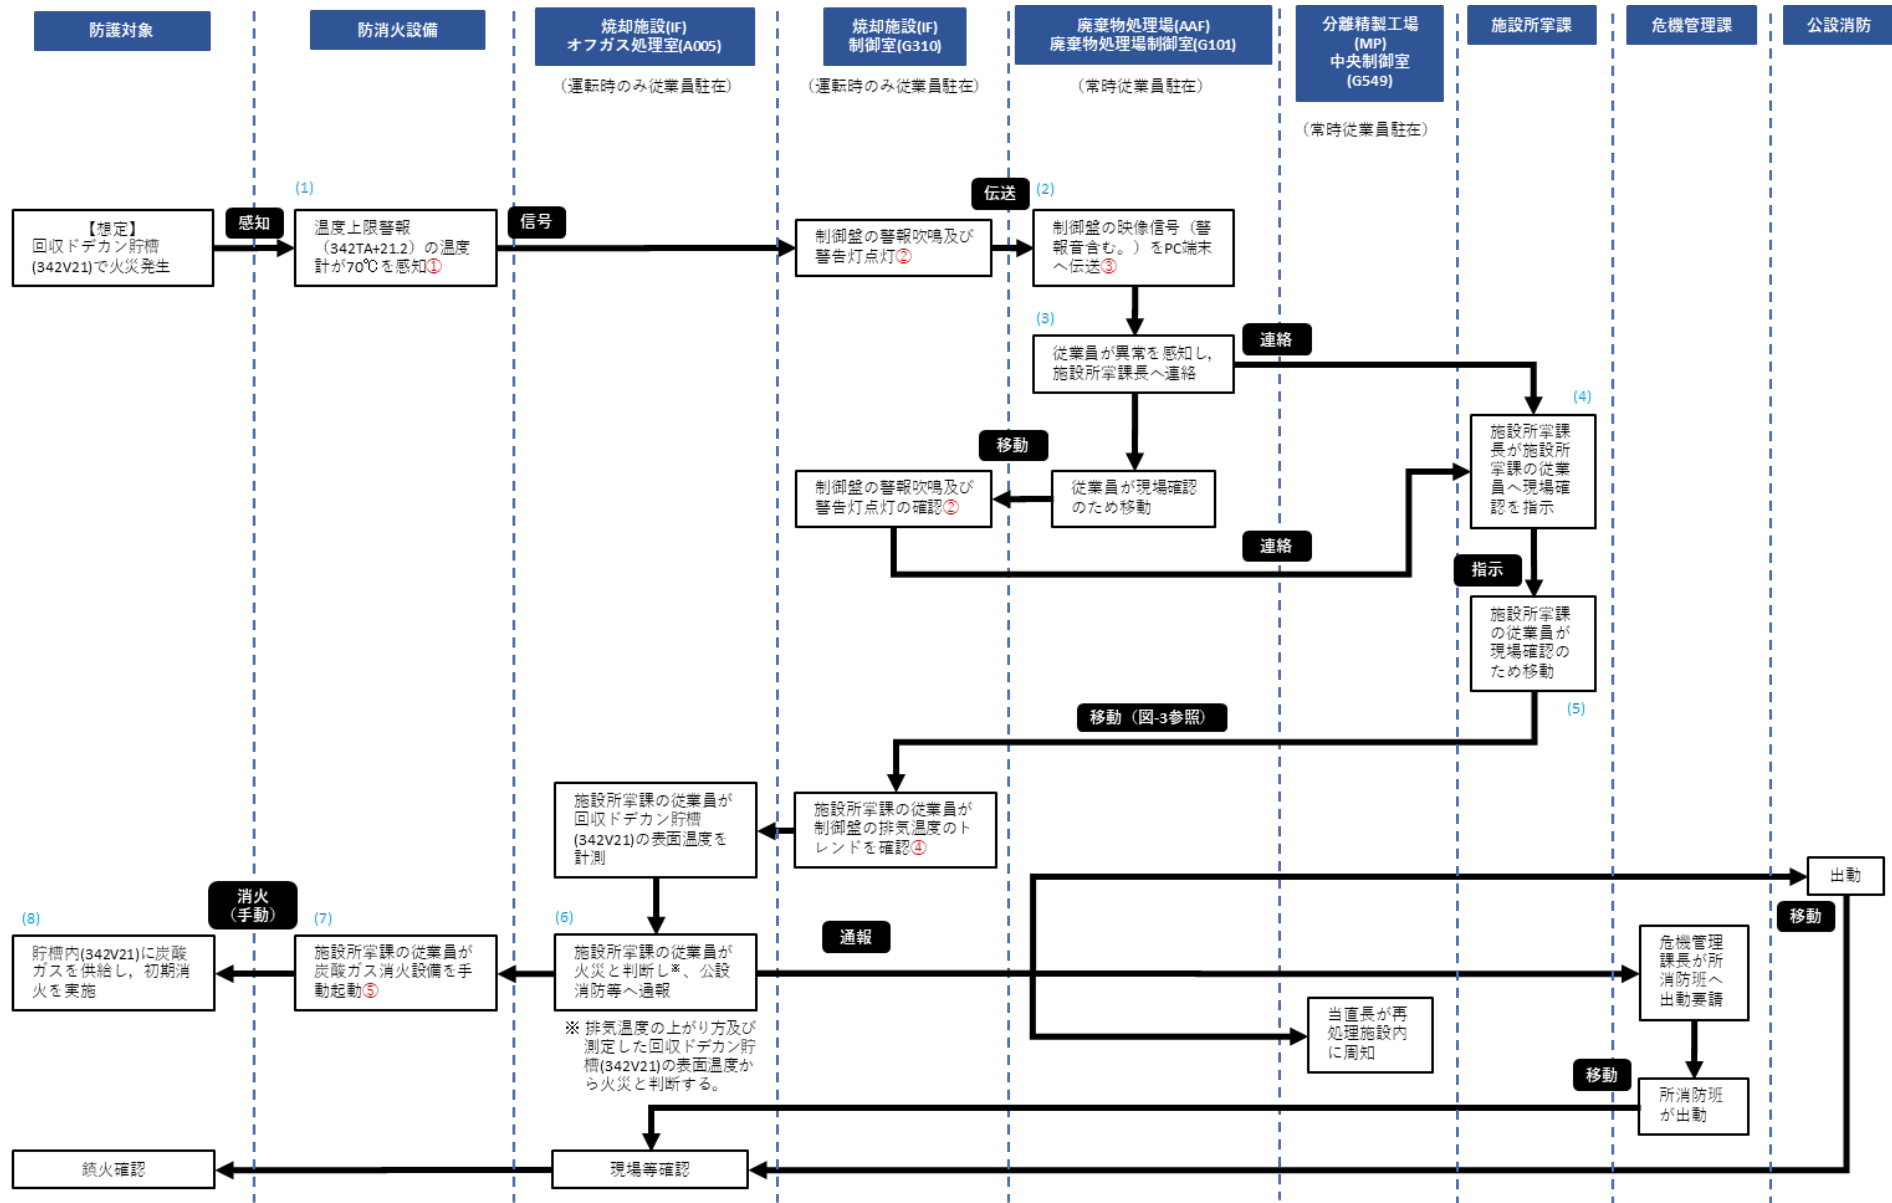 防護対象
防消火設備
焼却施設(IF)
オフガス処理室(A005)
(運転時のみ従業員駐在)
焼却施設(IF)
制御室(G310)
(運転時のみ従業員駐在)
廃棄物処理場(AAF)
廃棄物処理場制御室(G101)
(常時従業員駐在)
分離精製工場
(MP)
中央制御室
(G549)
(常時従業員駐在)
施設所掌課
危機管理課
公設消防
【想定】
回収ドデカン貯槽
(342V21)で火災発生
感知
(1)
温度上限警報
(342TA+21.2)の温度
計が70℃を感知①
信号
制御盤の警報吹鳴及び
警告灯点灯②
伝送
(2)
制御盤の映像信号(警
報音含む。)をPC端末
へ伝送③
(3)
従業員が異常を感知し,
施設所掌課長へ連絡
連絡
(4)
施設所掌課
長が施設所
掌課の従業
員へ現場確
認を指示
移動
制御盤の警報吹鳴及び
警告灯点灯の確認②
従業員が現場確認
のため移動
連絡
指示
施設所掌課
の従業員が
現場確認の
ため移動
(5)
移動(図-3参照)
施設所掌課の従業員が
回収ドデカン貯槽
(342V21)の表面温度を
計測
施設所掌課の従業員が
制御盤の排気温度のト
レンドを確認④
出動
移動
消火
(手動)
(8)
貯槽内(342V21)に炭酸
ガスを供給し,初期消
火を実施
(7)
施設所掌課の従業員が
炭酸ガス消火設備を手
動起動⑤
(6)
施設所掌課の従業員が
火災と判断し※、公設
消防等へ通報
※ 排気温度の上がり方及び
測定した回収ドデカン貯
槽(342V21)の表面温度か
ら火災と判断する。
通報
危機管理
課長が所
消防班へ
出動要請
当直長が再
処理施設内
に周知
移動
所消防班
が出動
鎮火確認
現場等確認